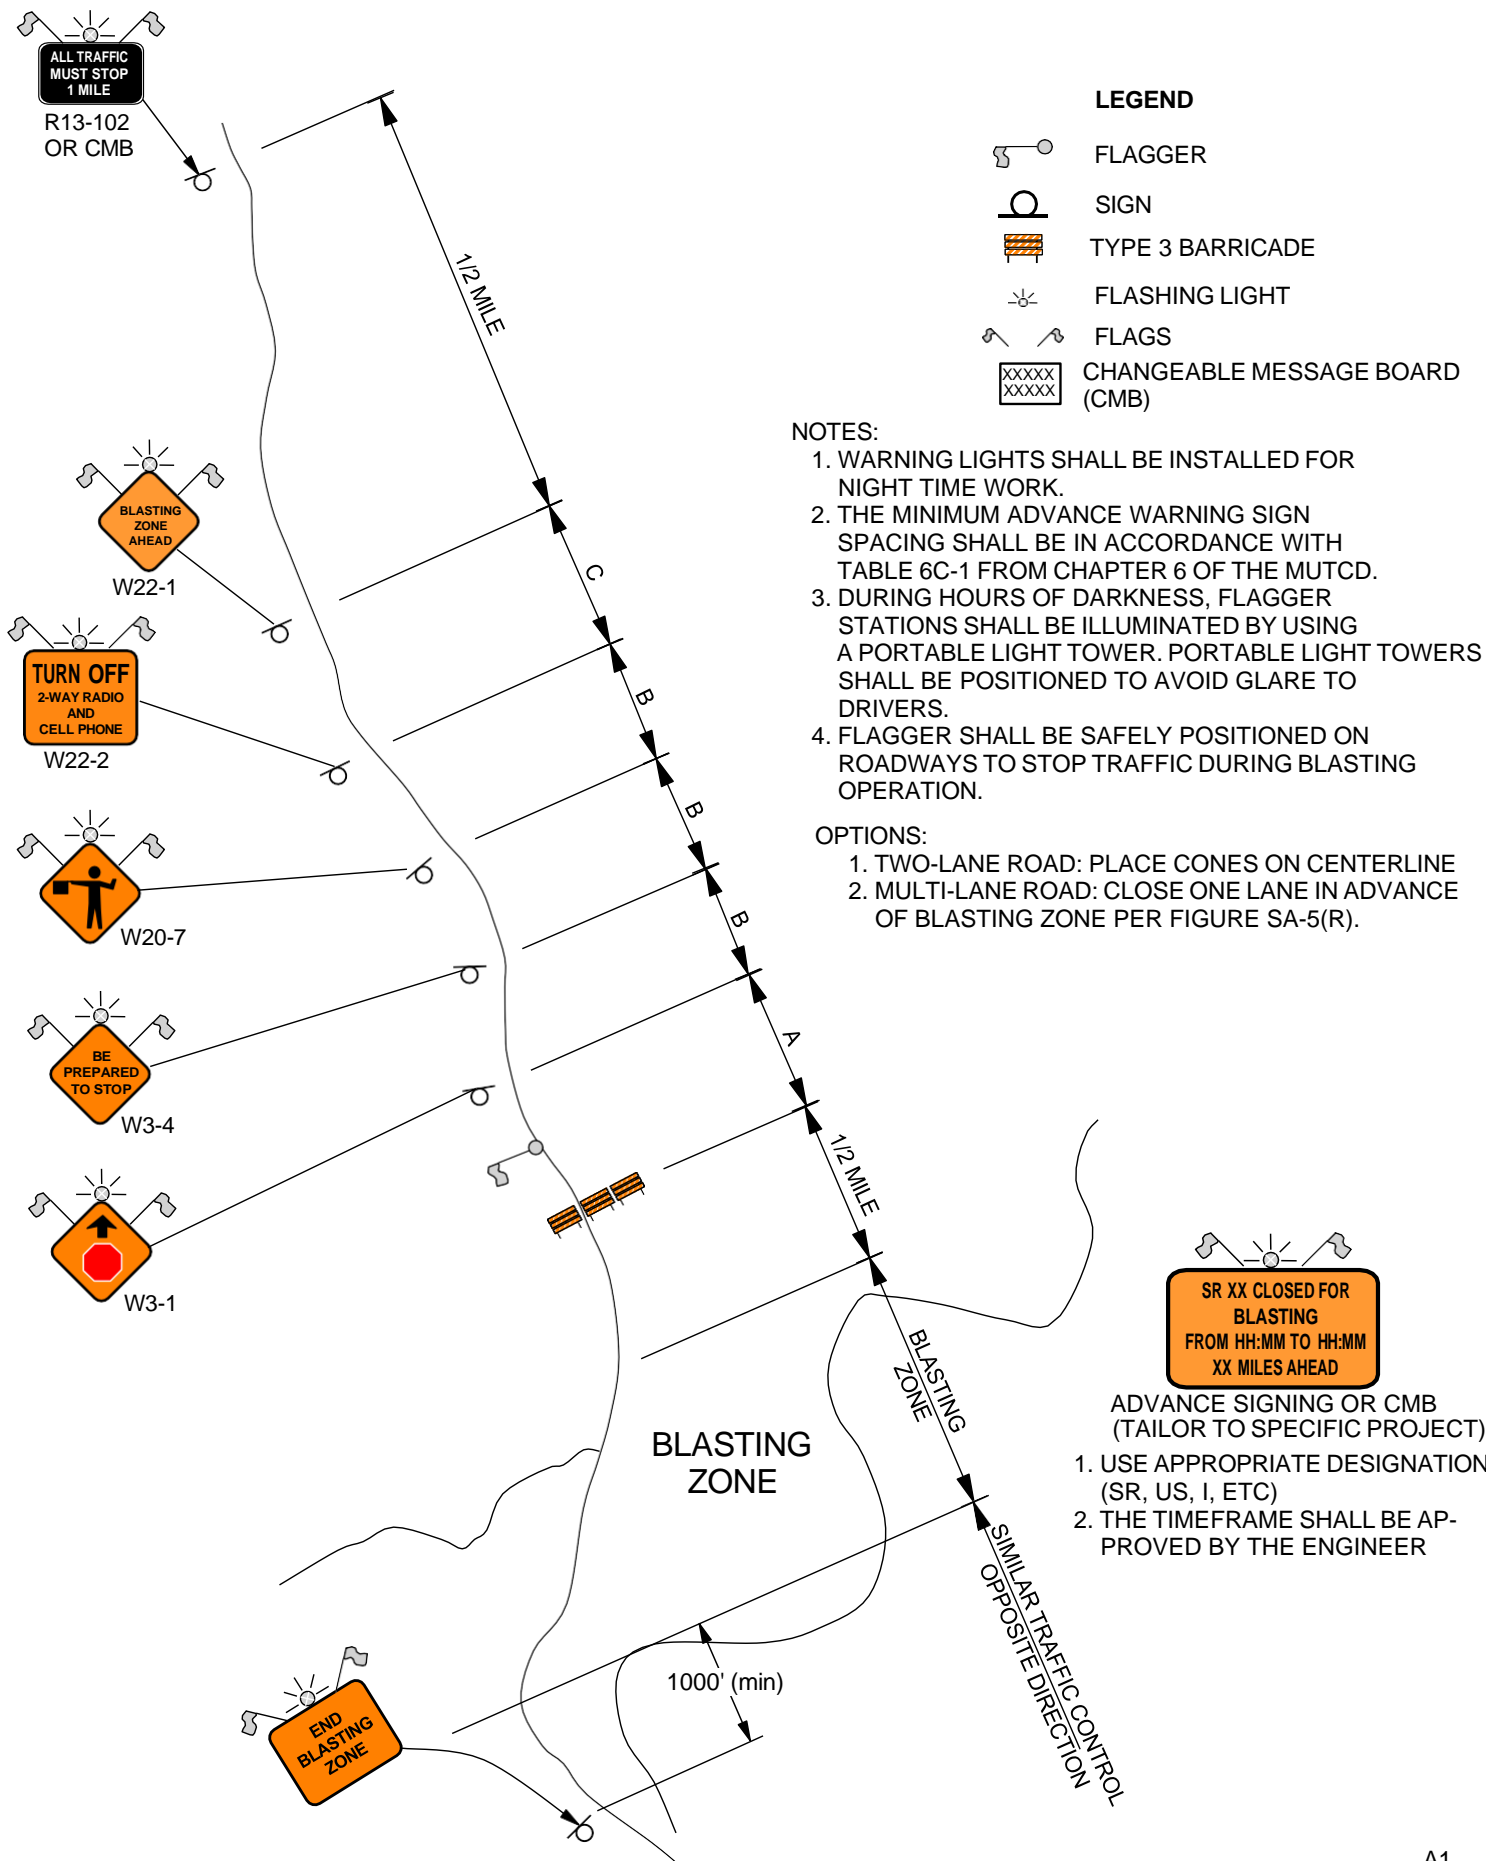 ALL TRAFFIC
MUST STOP
1 MILE
R13-102
OR CMB
1/2 MILE
BLASTING
ZONE
AHEAD
W22-1
C
TURN OFF
2-WAY RADIO
AND
CELL PHONE
W22-2
B
B
W20-7
B
BE
PREPARED
TO STOP
W3-4
A
W3-1
1/2 MILE
BLASTING
ZONE
BLASTING
ZONE
SIMILAR TRAFFIC CONTROL
OPPOSITE DIRECTION
1000' (min)
END
BLASTING
ZONE
LEGEND
FLAGGER
SIGN
TYPE 3 BARRICADE
FLASHING LIGHT
FLAGS
XXXXX
XXXXX
CHANGEABLE MESSAGE BOARD
(CMB)
NOTES:
1. WARNING LIGHTS SHALL BE INSTALLED FOR
NIGHT TIME WORK.
2. THE MINIMUM ADVANCE WARNING SIGN
SPACING SHALL BE IN ACCORDANCE WITH
TABLE 6C-1 FROM CHAPTER 6 OF THE MUTCD.
3. DURING HOURS OF DARKNESS, FLAGGER
STATIONS SHALL BE ILLUMINATED BY USING
A PORTABLE LIGHT TOWER. PORTABLE LIGHT TOWERS
SHALL BE POSITIONED TO AVOID GLARE TO
DRIVERS.
4. FLAGGER SHALL BE SAFELY POSITIONED ON
ROADWAYS TO STOP TRAFFIC DURING BLASTING
OPERATION.
OPTIONS:
1. TWO-LANE ROAD: PLACE CONES ON CENTERLINE
2. MULTI-LANE ROAD: CLOSE ONE LANE IN ADVANCE
OF BLASTING ZONE PER FIGURE SA-5(R).
SR XX CLOSED FOR
BLASTING
FROM HH:MM TO HH:MM
XX MILES AHEAD
ADVANCE SIGNING OR CMB
(TAILOR TO SPECIFIC PROJECT)
1. USE APPROPRIATE DESIGNATION
(SR, US, I, ETC)
2. THE TIMEFRAME SHALL BE AP-
PROVED BY THE ENGINEER
A1